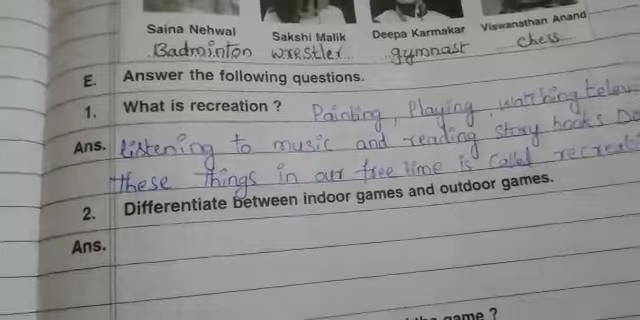 Saina Nehwal Sakshi Malik Deepa Karmakar Viswanathan Anand
Badminton wrestler gymnast chess
E. Answer the following questions.
1. What is recreation ? Painting, Playing, watching
Ans. listening to music and reading story books
these things in our free time is called
2. Differentiate between indoor games and outdoor games.
Ans.
game ?